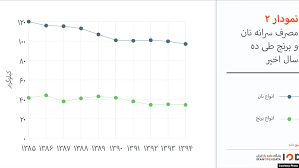 نمودار ۲
مصرف سرانه نان
و برنج طی ده
سال اخیر
انواع نان
انواع برنج
کیلوگرم
۱۲۰
۱۰۰
۸۰
۶۰
۴۰
۲۰
۰
۱۳۸۵ ۱۳۸۶ ۱۳۸۷ ۱۳۸۸ ۱۳۸۹ ۱۳۹۰ ۱۳۹۱ ۱۳۹۲ ۱۳۹۳ ۱۳۹۴